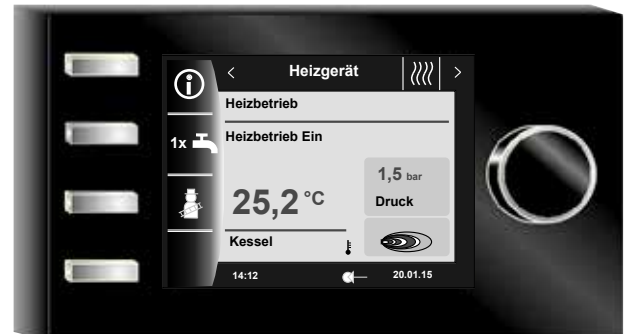 < Heizgerät >
Heizbetrieb
1x
Heizbetrieb Ein
1,5 bar
Druck
25,2 °C
Kessel
14:12 20.01.15